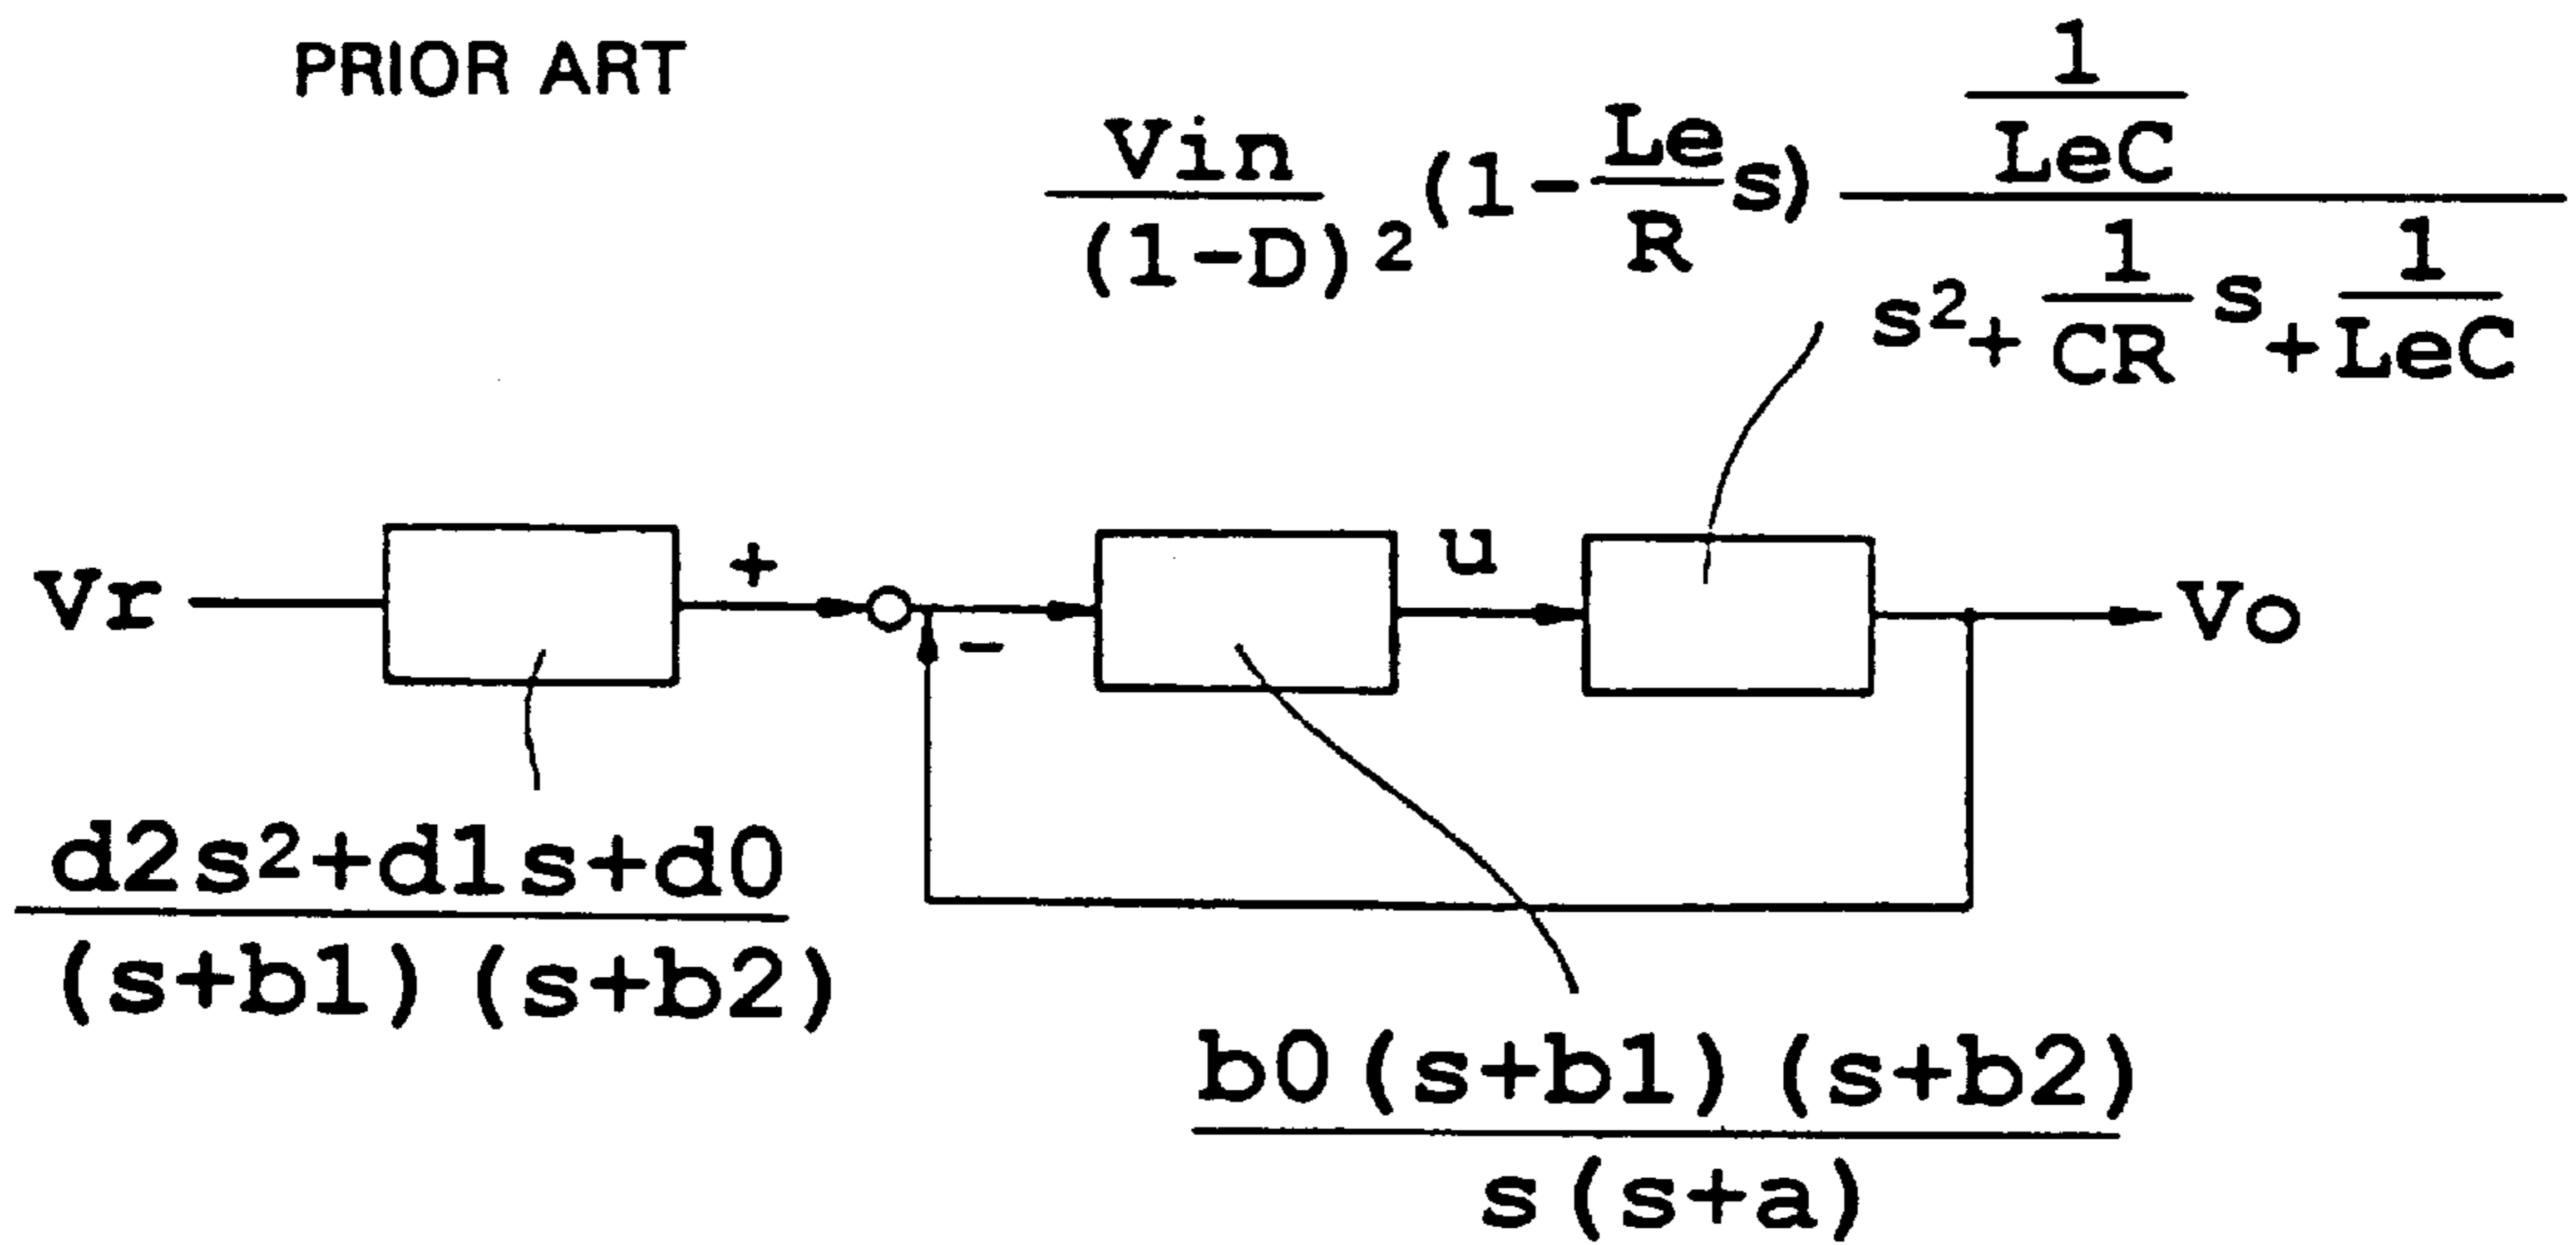 PRIOR ART
Vin/(1-D)² (1-Le/R s) (1/LeC)/(s²+1/CR s+1/LeC)
Vr
+
-
u
Vo
d2s²+d1s+d0
(s+b1)(s+b2)
b0(s+b1)(s+b2)
s(s+a)